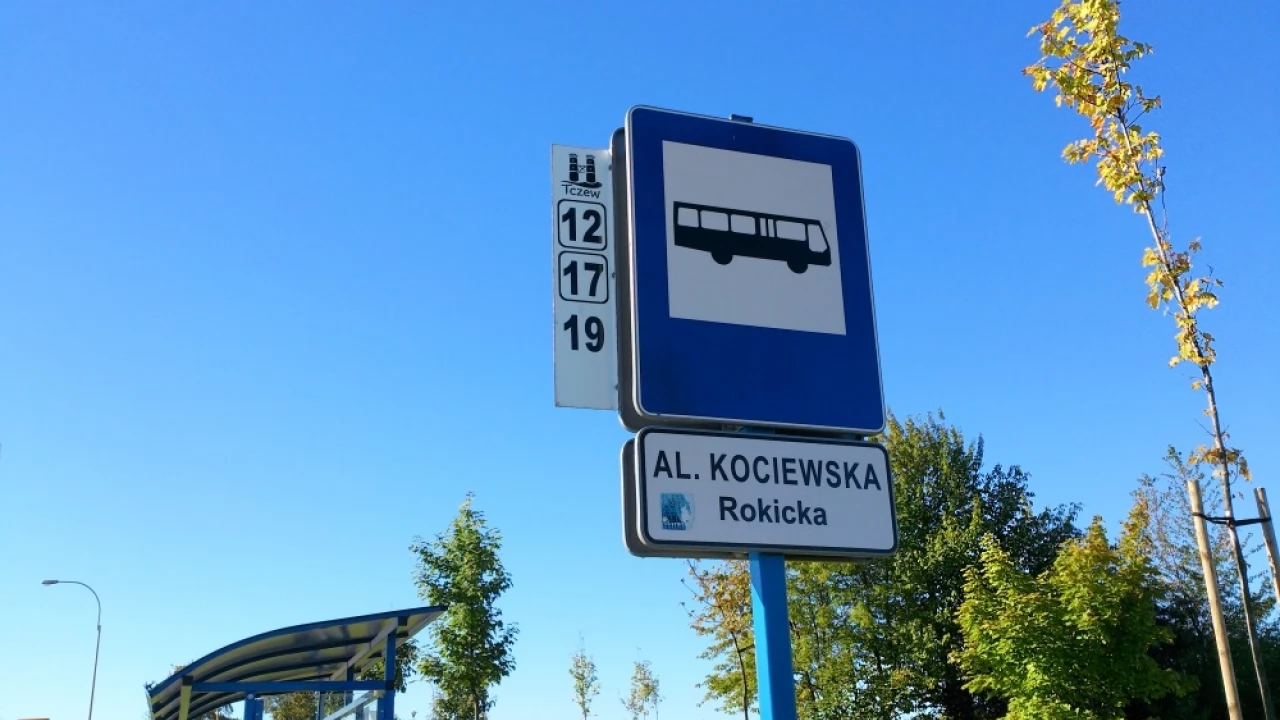 Tczew
12
17
19
AL. KOCIEWSKA
Rokicka